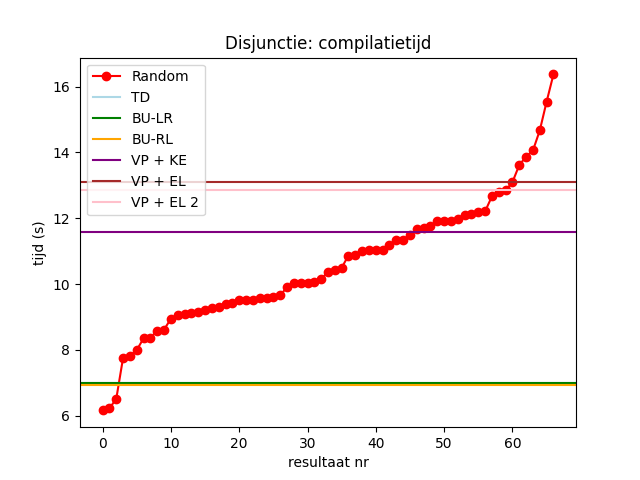 Disjunctie: compilatietijd
Random
TD
BU-LR
BU-RL
VP + KE
VP + EL
VP + EL 2
tijd (s)
16
14
12
10
8
6
0 10 20 30 40 50 60
resultaat nr